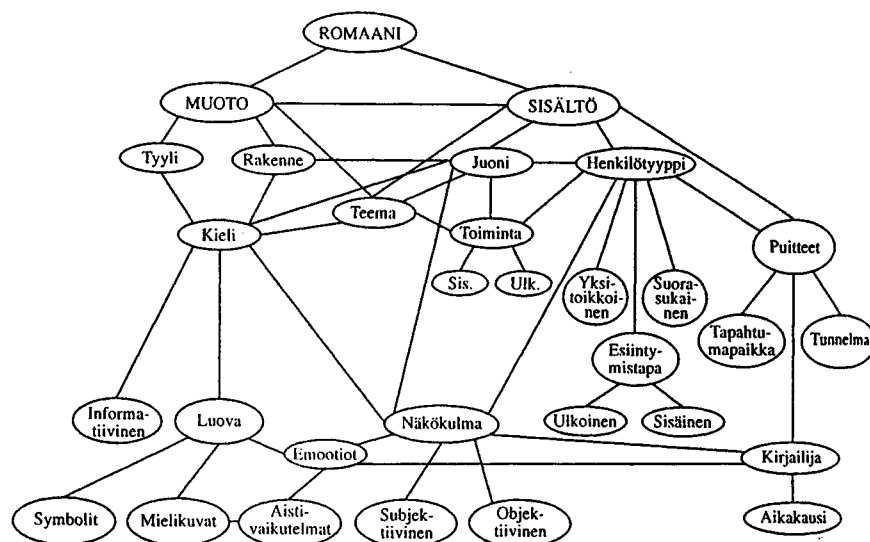 ROMAANI
MUOTO
SISÄLTÖ
Tyyli
Rakenne
Juoni
Henkilötyyppi
Teema
Kieli
Toiminta
Puitteet
Sis.
Ulk.
Yksi-
toikkoi-
nen
Suora-
sukai-
nen
Tapahtu-
mapaikka
Tunnelma
Esiinty-
mistapa
Informa-
tiivinen
Luova
Näkökulma
Ulkoinen
Sisäinen
Emootiot
Kirjailija
Symbolit
Mielikuvat
Aisti-
vaikutelmat
Subjek-
tiivinen
Objek-
tiivinen
Aikakausi